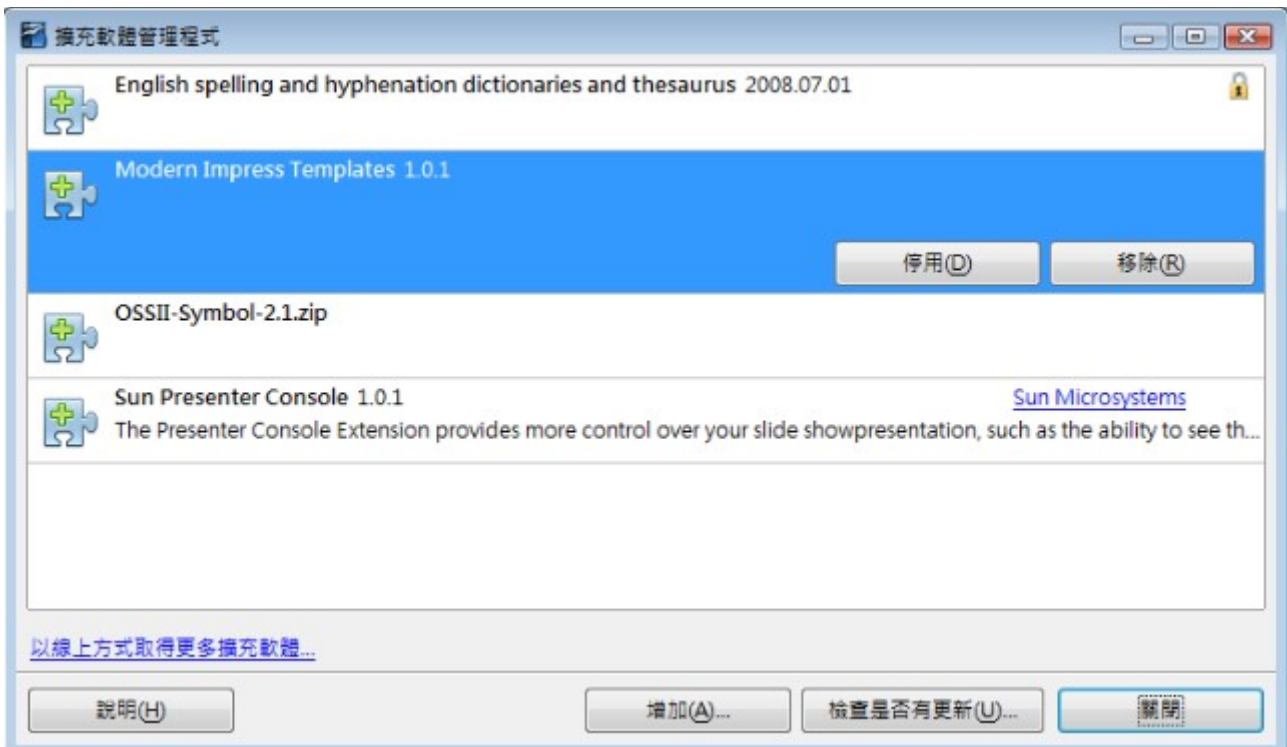 擴充軟體管理程式
English spelling and hyphenation dictionaries and thesaurus 2008.07.01
Modern Impress Templates 1.0.1
停用(D) 移除(R)
OSSII-Symbol-2.1.zip
Sun Presenter Console 1.0.1 Sun Microsystems
The Presenter Console Extension provides more control over your slide showpresentation, such as the ability to see th...
以線上方式取得更多擴充軟體...
說明(H) 增加(A)... 檢查是否有更新(U)... 關閉